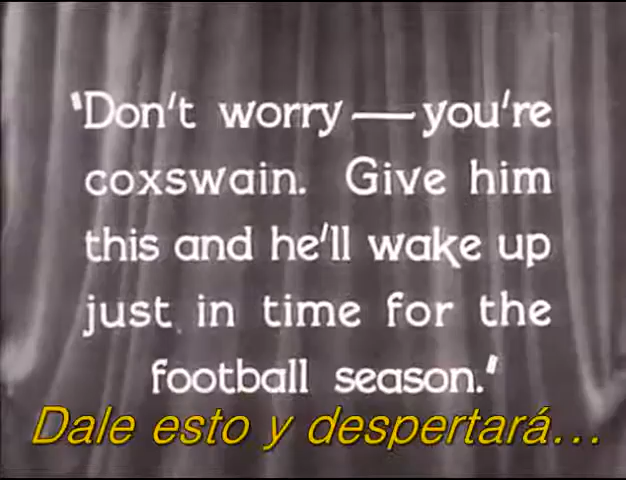 "Don't worry — you're
coxswain. Give him
this and he'll wake up
just in time for the
football season."
Dale esto y despertará...